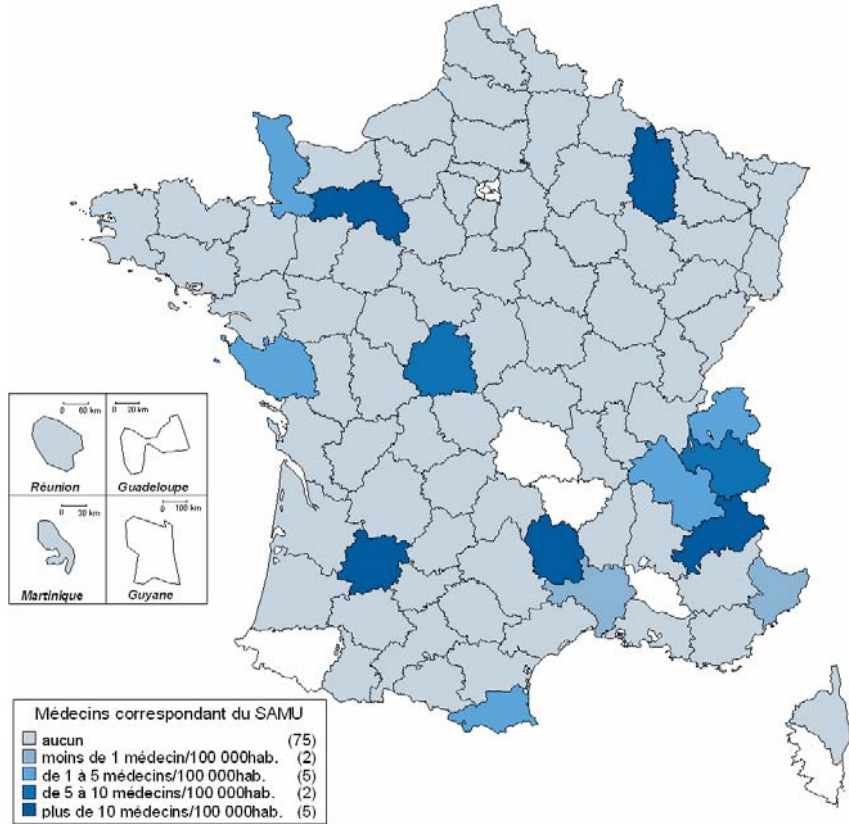 0 60 km
0 20 km
Réunion
Guadeloupe
0 30 km
0 100 km
Martinique
Guyane
Médecins correspondant du SAMU
aucun (75)
moins de 1 médecin/100 000hab. (2)
de 1 à 5 médecins/100 000hab. (5)
de 5 à 10 médecins/100 000hab. (2)
plus de 10 médecins/100 000hab. (5)